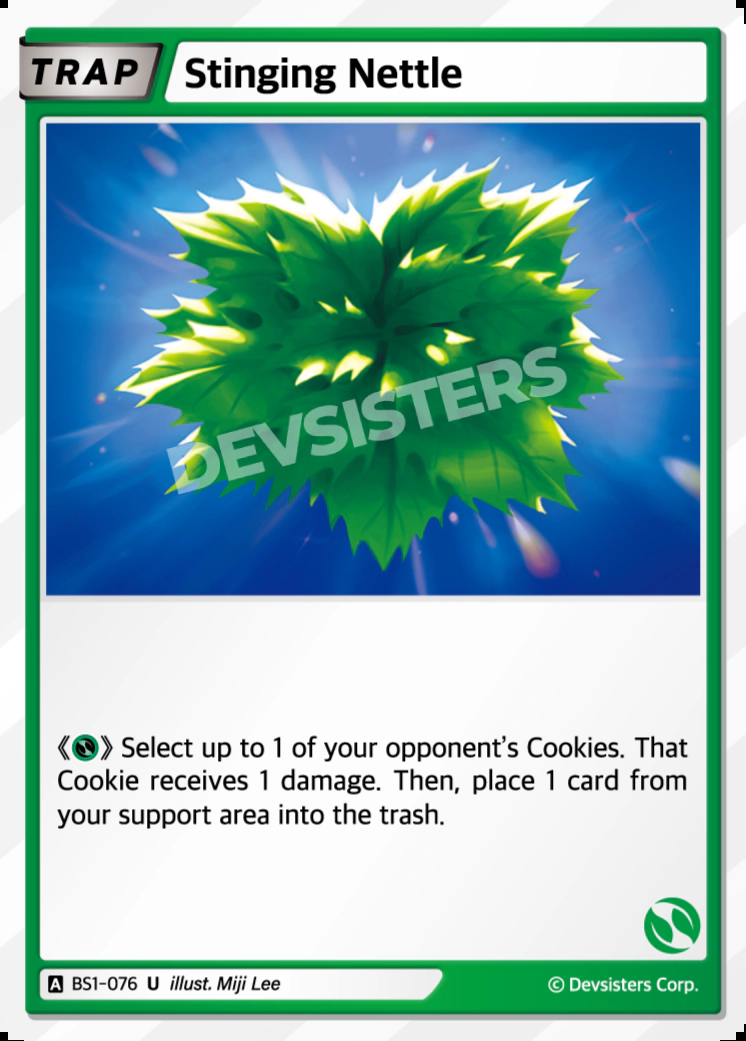 TRAP
Stinging Nettle
DEVSISTERS
《》 Select up to 1 of your opponent's Cookies. That
Cookie receives 1 damage. Then, place 1 card from
your support area into the trash.
A BS1-076 U illust. Miji Lee
© Devsisters Corp.